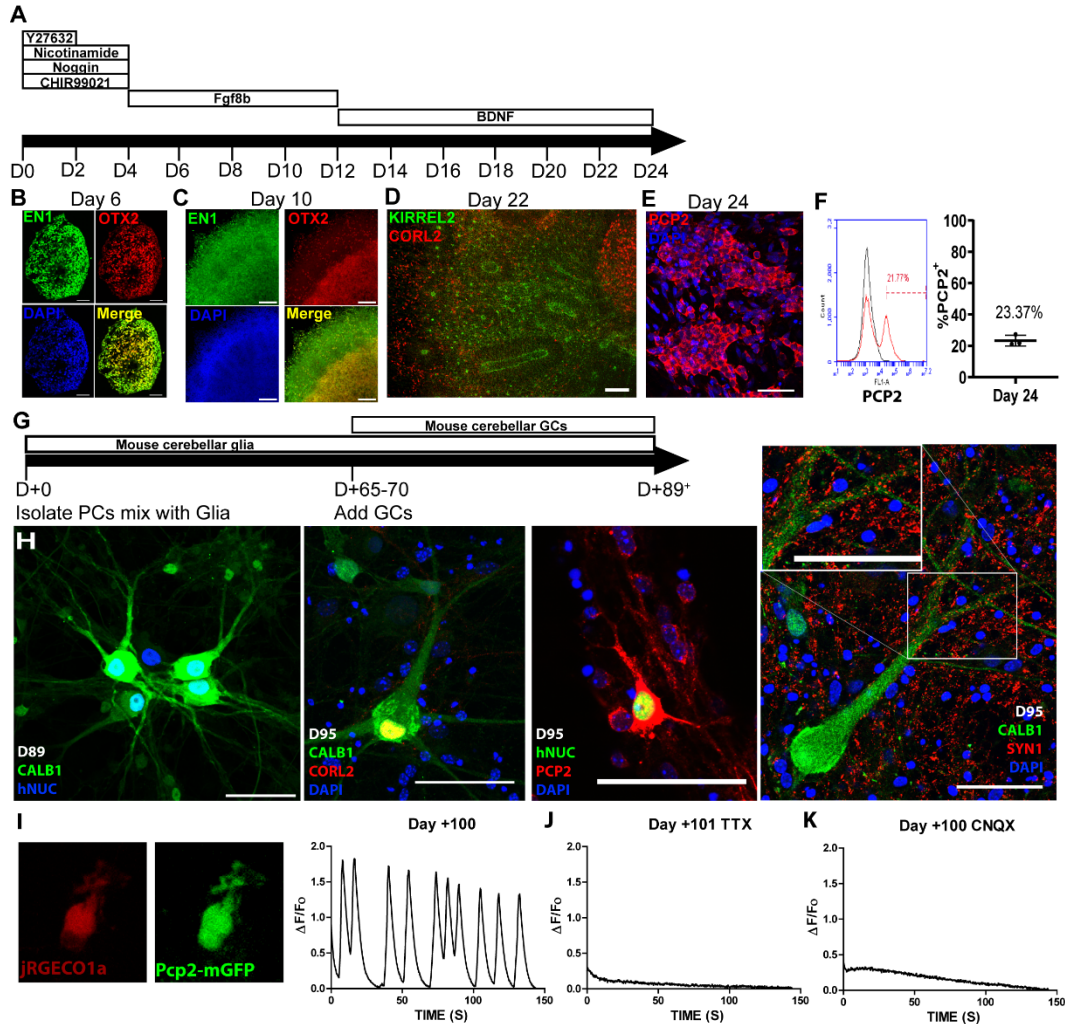 A
Y27632
Nicotinamide
Noggin
CHIR99021
Fgf8b
BDNF
D0 D2 D4 D6 D8 D10 D12 D14 D16 D18 D20 D22 D24
B Day 6
EN1 OTX2
DAPI Merge
C Day 10
EN1 OTX2
DAPI Merge
D Day 22
KIRREL2
CORL2
E Day 24
PCP2
F
Count
21.77%
FL1-A
PCP2
%PCP2+
100
80
60
40
20
0
23.37%
Day 24
G
Mouse cerebellar GCs
Mouse cerebellar glia
D+0 D+65-70 D+89+
Isolate PCs mix with Glia Add GCs
H
D89
CALB1
hNUC
D95
CALB1
CORL2
DAPI
D95
hNUC
PCP2
DAPI
D95
CALB1
SYN1
DAPI
I
jRGECO1a
Pcp2-mGFP
Day +100
ΔF/Fo
2.0
1.5
1.0
0.5
0.0
0 50 100 150
TIME (S)
J Day +101 TTX
ΔF/Fo
2.0
1.5
1.0
0.5
0.0
0 50 100 150
TIME (S)
K Day +100 CNQX
ΔF/Fo
2.0
1.5
1.0
0.5
0.0
0 50 100 150
TIME (S)